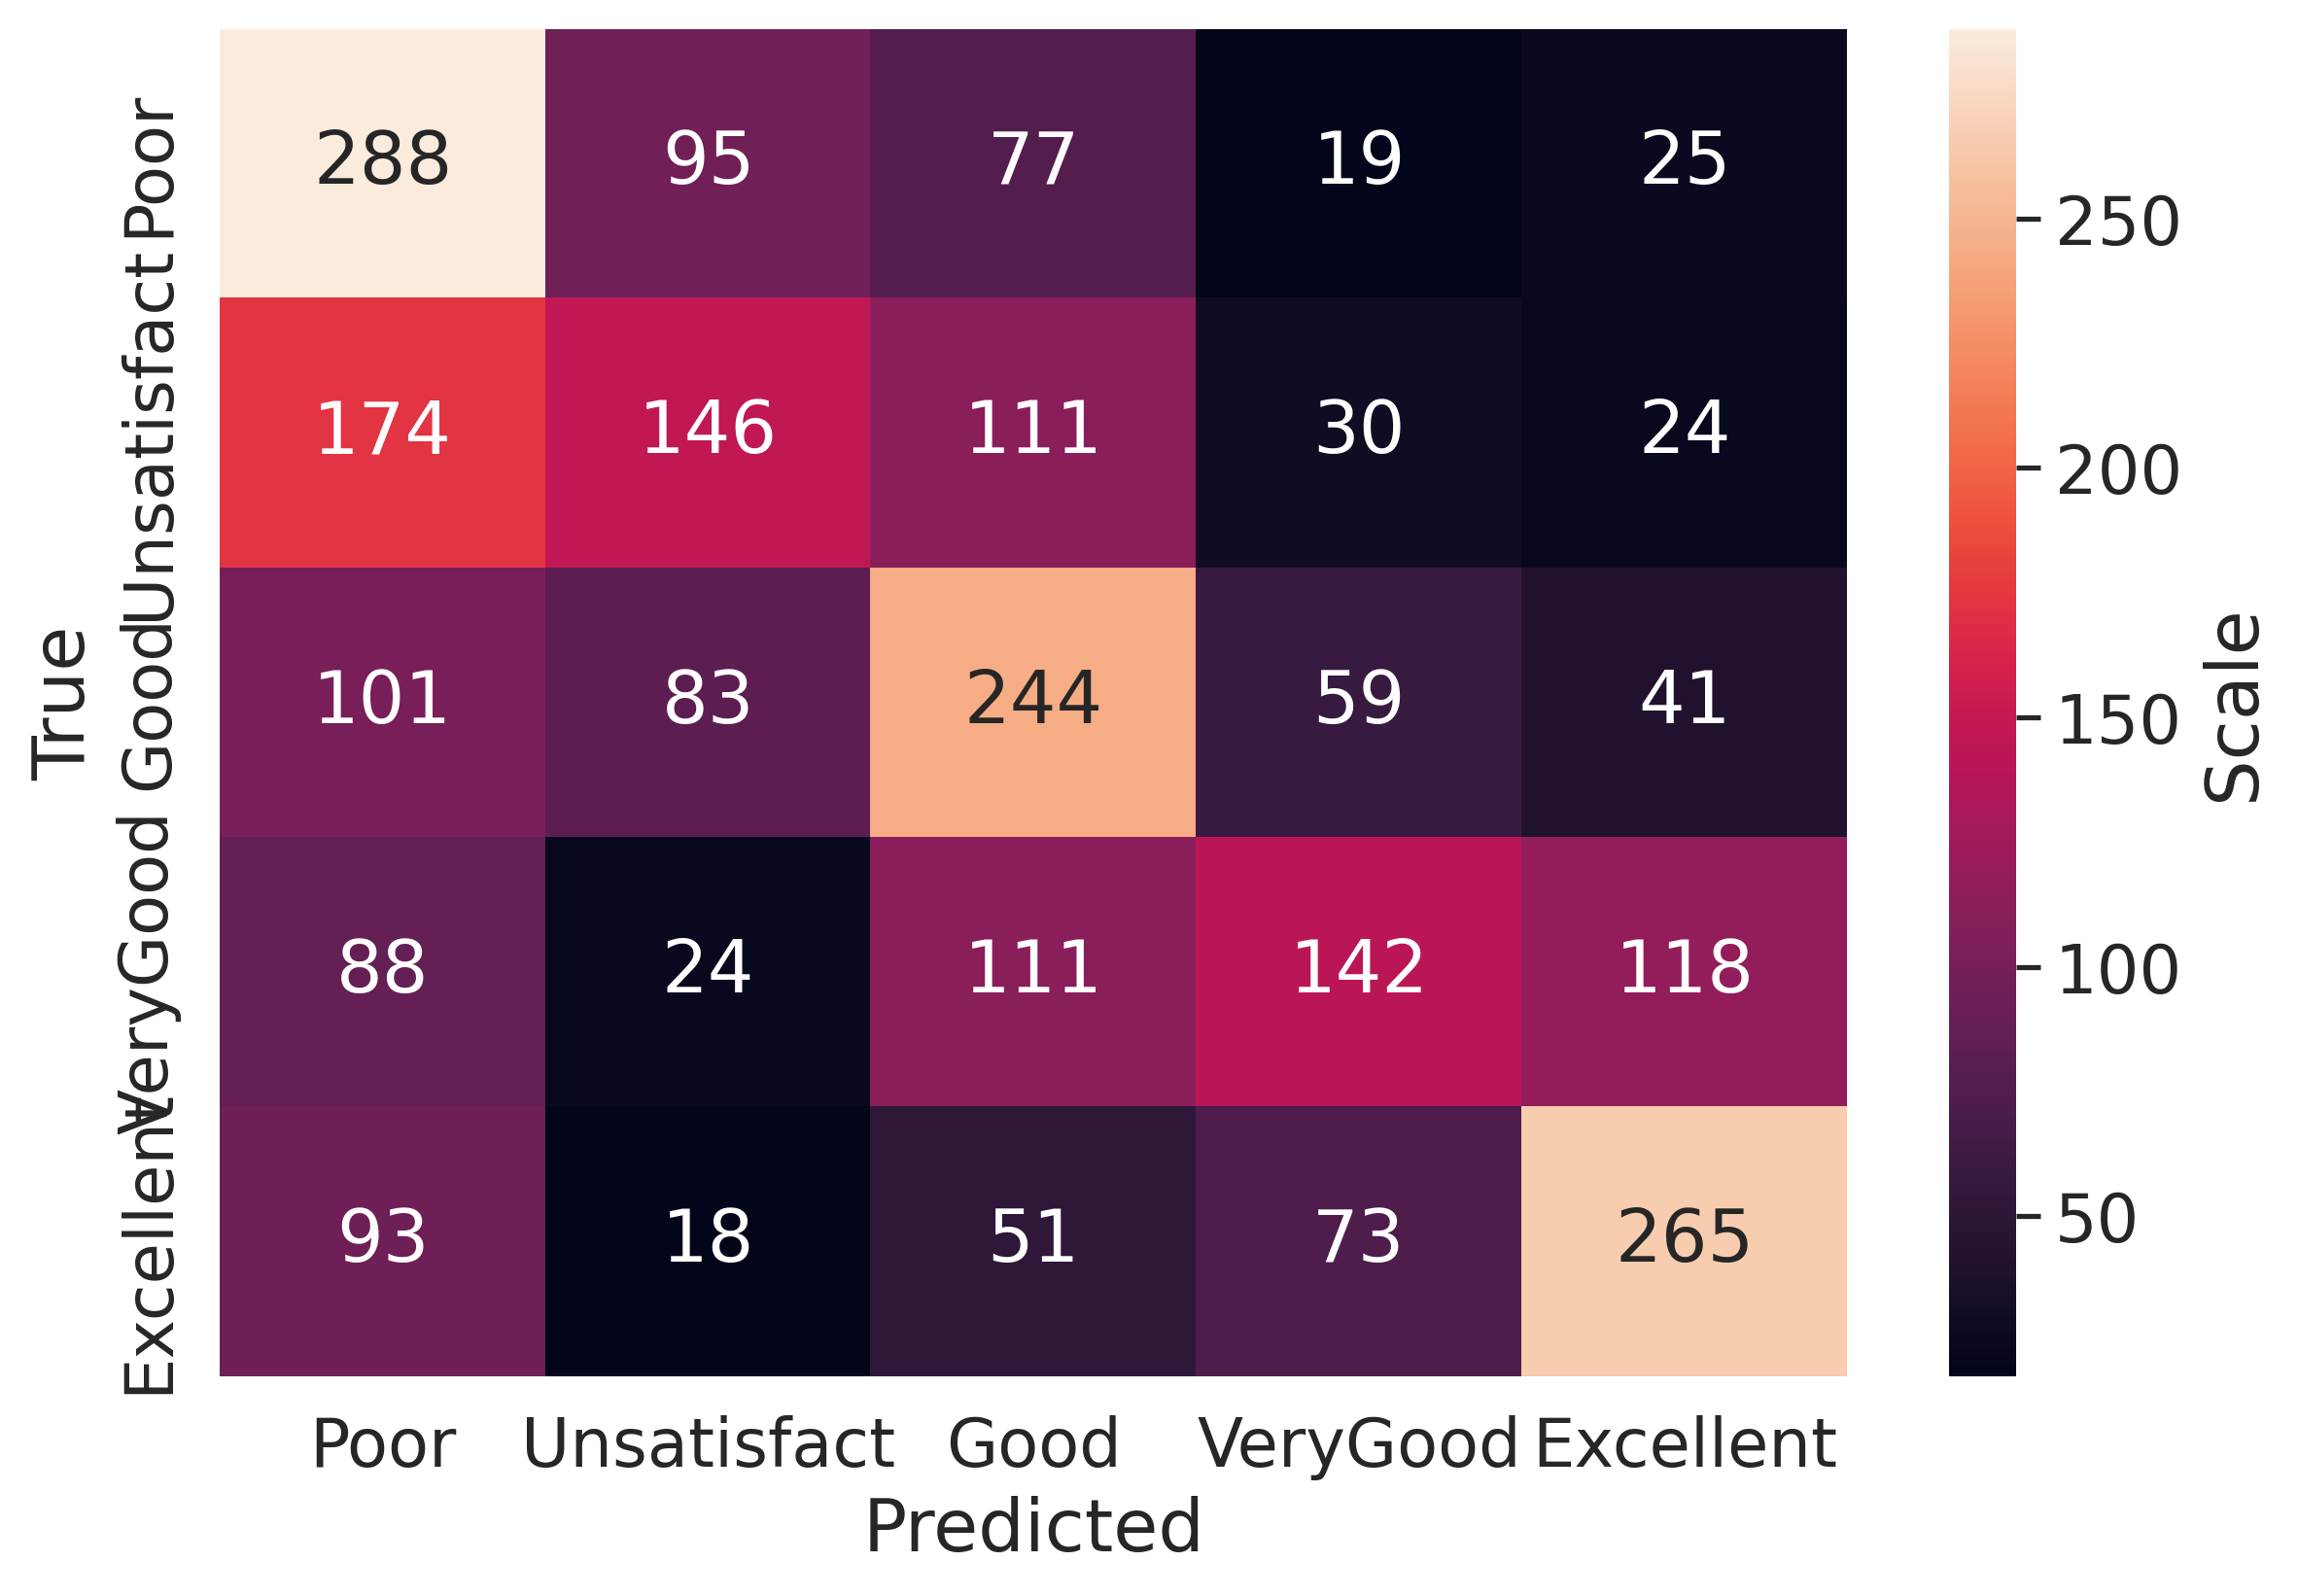 True
Poor
288 95 77 19 25
Unsatisfact
174 146 111 30 24
Good
101 83 244 59 41
VeryGood
88 24 111 142 118
Excellent
93 18 51 73 265
Poor Unsatisfact Good VeryGood Excellent
Predicted
250
200
150
100
50
Scale